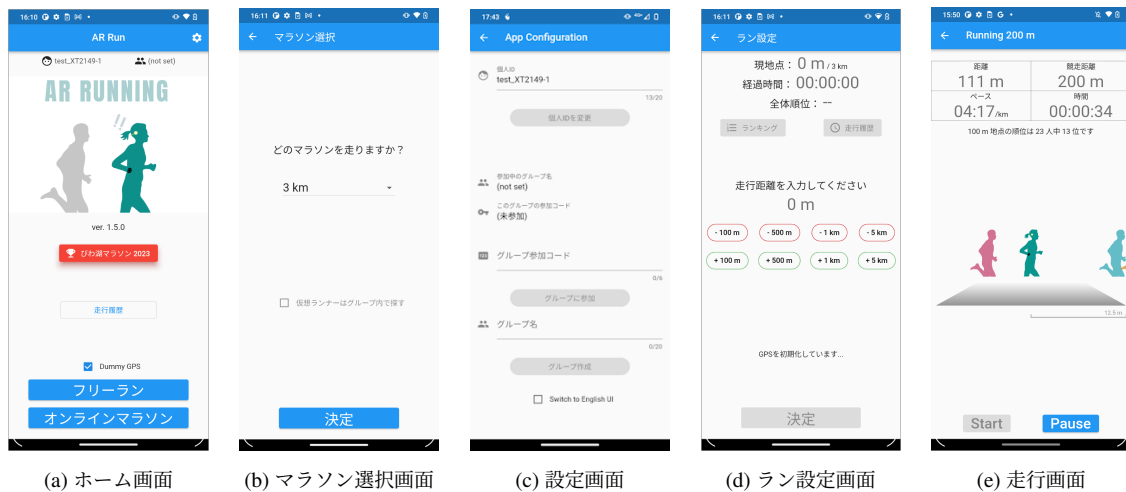 16:10
AR Run
test_XT2149-1
(not set)
AR RUNNING
ver. 1.5.0
びわ湖マラソン 2023
走行履歴
Dummy GPS
フリーラン
オンラインマラソン
(a) ホーム画面
16:11
マラソン選択
どのマラソンを走りますか？
3 km
仮想ランナーはグループ内で探す
決定
(b) マラソン選択画面
17:43
App Configuration
個人ID
test_XT2149-1
13/20
個人IDを変更
参加中のグループ名
(not set)
このグループの参加コード
(未参加)
グループ参加コード
0/6
グループに参加
グループ名
0/20
グループ作成
Switch to English UI
(c) 設定画面
16:11
ラン設定
現地点： 0 m / 3 km
経過時間： 00:00:00
全体順位： --
ランキング
走行履歴
走行距離を入力してください
0 m
- 100 m
- 500 m
- 1 km
- 5 km
+ 100 m
+ 500 m
+ 1 km
+ 5 km
GPSを初期化しています...
決定
(d) ラン設定画面
15:50
Running 200 m
距離
競走距離
111 m
200 m
ペース
時間
04:17/km
00:00:34
100 m 地点の順位は 23 人中 13 位です
12.5 m
Start
Pause
(e) 走行画面